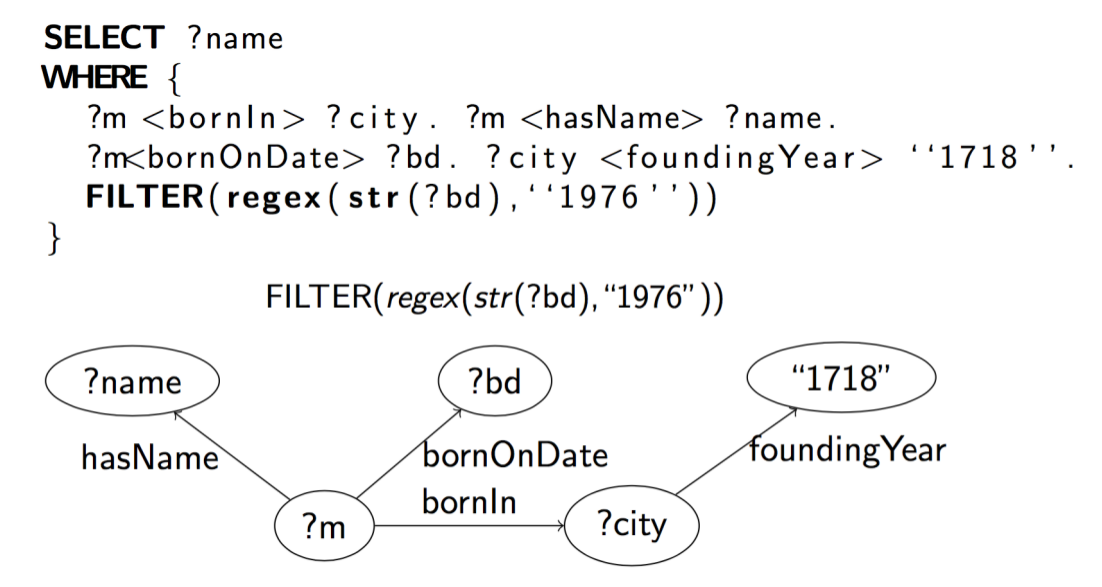 SELECT ?name
WHERE {
?m <bornIn> ?city. ?m <hasName> ?name.
?m<bornOnDate> ?bd. ?city <foundingYear> ‘‘1718’’.
FILTER(regex(str(?bd),‘‘1976’’))
}
FILTER(regex(str(?bd),“1976”))
?name
?bd
“1718”
hasName
bornOnDate
foundingYear
bornIn
?m
?city